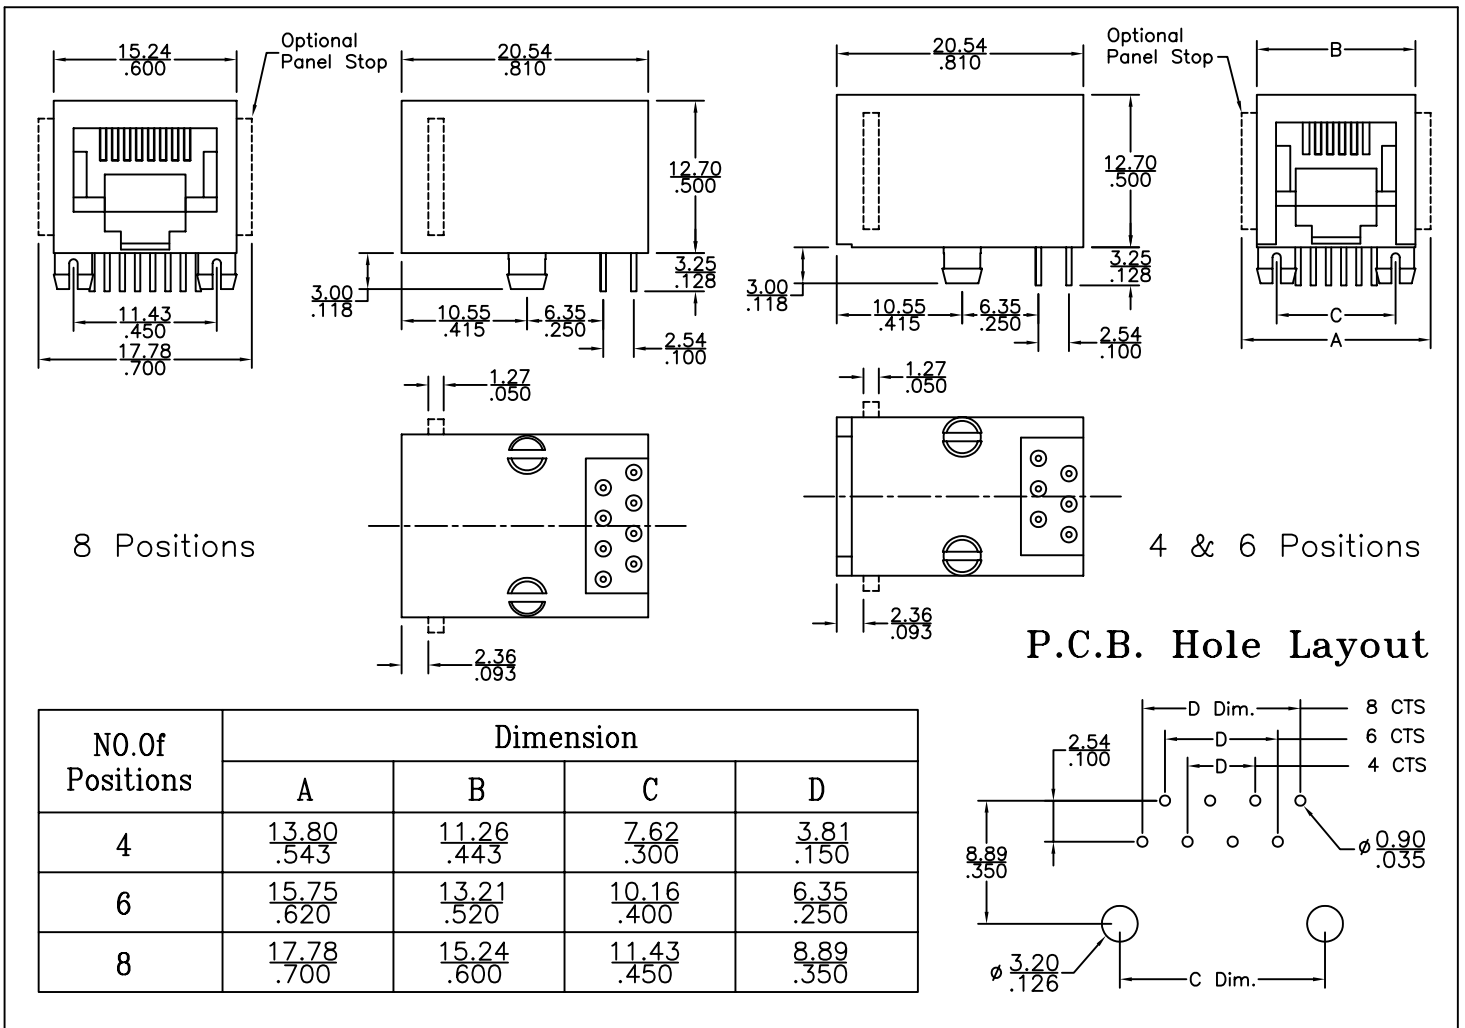 15.24
.600
Optional
Panel Stop
20.54
.810
12.70
.500
3.25
.128
3.00
.118
11.43
.450
17.78
.700
10.55
.415
6.35
.250
2.54
.100
20.54
.810
Optional
Panel Stop
B
12.70
.500
3.25
.128
3.00
.118
10.55
.415
6.35
.250
2.54
.100
C
A
1.27
.050
2.36
.093
8 Positions
1.27
.050
2.36
.093
4 & 6 Positions
P.C.B. Hole Layout
D Dim.
8 CTS
D
6 CTS
D
4 CTS
2.54
.100
8.89
.350
ø 0.90
.035
ø 3.20
.126
C Dim.
NO.Of
Positions
Dimension
A B C D
4 13.80 11.26 7.62 3.81
.543 .443 .300 .150
6 15.75 13.21 10.16 6.35
.620 .520 .400 .250
8 17.78 15.24 11.43 8.89
.700 .600 .450 .350